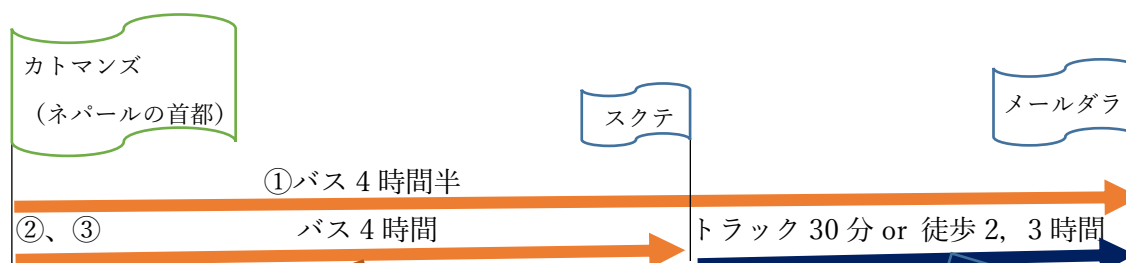 カトマンズ
（ネパールの首都）
スクテ
メールダラ
①バス 4 時間半
②、③
バス 4 時間
トラック 30 分 or 徒歩 2，3 時間